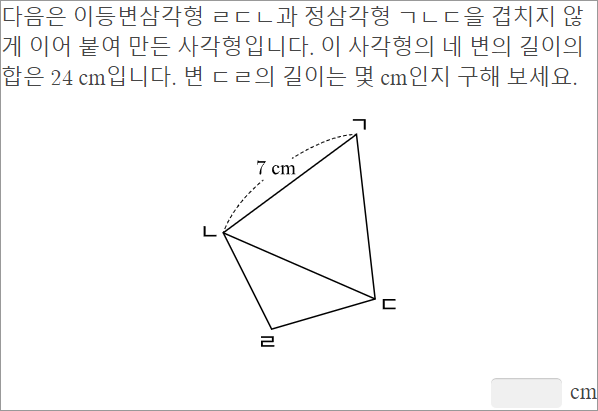 다음은 이등변삼각형 ㄹㄷㄴ과 정삼각형 ㄱㄴㄷ을 겹치지 않
게 이어 붙여 만든 사각형입니다. 이 사각형의 네 변의 길이의
합은 24 cm입니다. 변 ㄷㄹ의 길이는 몇 cm인지 구해 보세요.
ㄱ
7 cm
ㄴ
ㄷ
ㄹ
cm